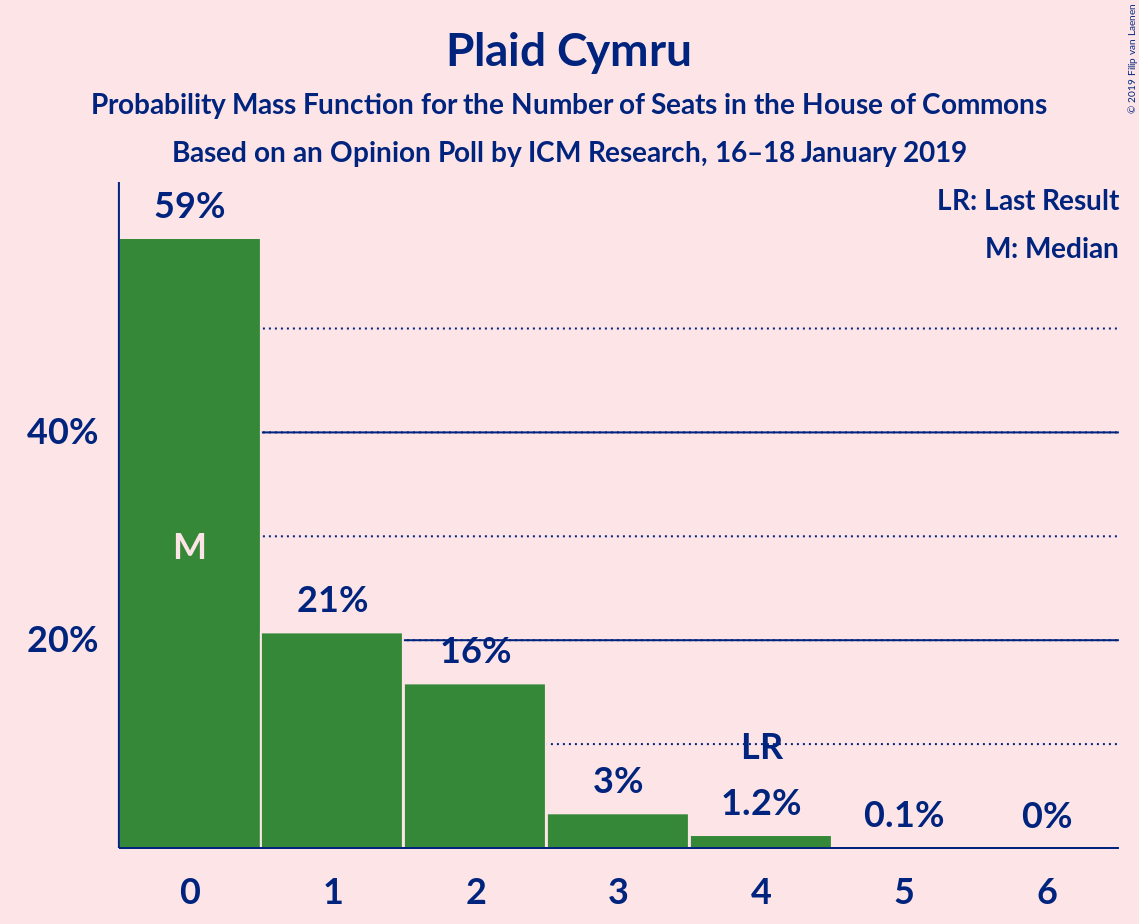 Plaid Cymru
Probability Mass Function for the Number of Seats in the House of Commons
Based on an Opinion Poll by ICM Research, 16–18 January 2019
© 2019 Filip van Laenen
LR: Last Result
M: Median
59%
40%
M
21%
20%
16%
LR
3%
1.2%
0.1%
0%
0
1
2
3
4
5
6